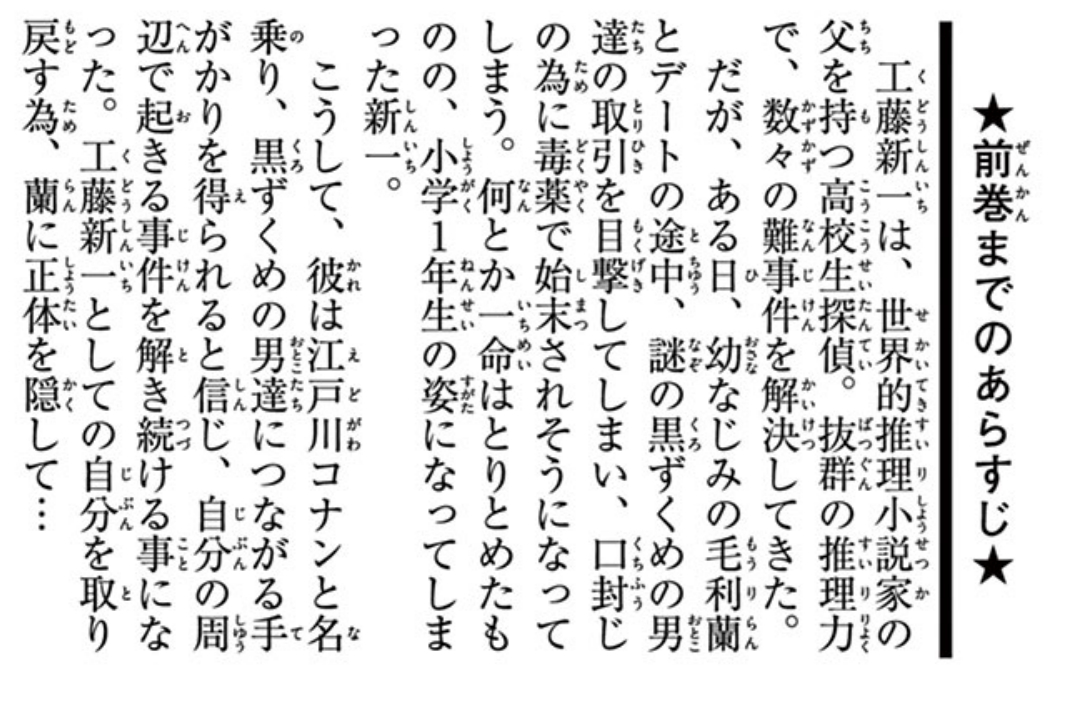 ★前巻までのあらすじ★
工藤新一は、世界的推理小説家の
父を持つ高校生探偵。抜群の推理力
で、数々の難事件を解決してきた。
だが、ある日、幼なじみの毛利蘭
とデートの途中、謎の黒ずくめの男
達の取引を目撃してしまい、口封じ
の為に毒薬で始末されそうになって
しまう。何とか一命はとりとめたも
のの、小学1年生の姿になってしま
った新一。
こうして、彼は江戸川コナンと名
乗り、黒ずくめの男達につながる手
がかりを得られると信じ、自分の周
辺で起きる事件を解き続ける事にな
った。工藤新一としての自分を取り
戻す為、蘭に正体を隠して…